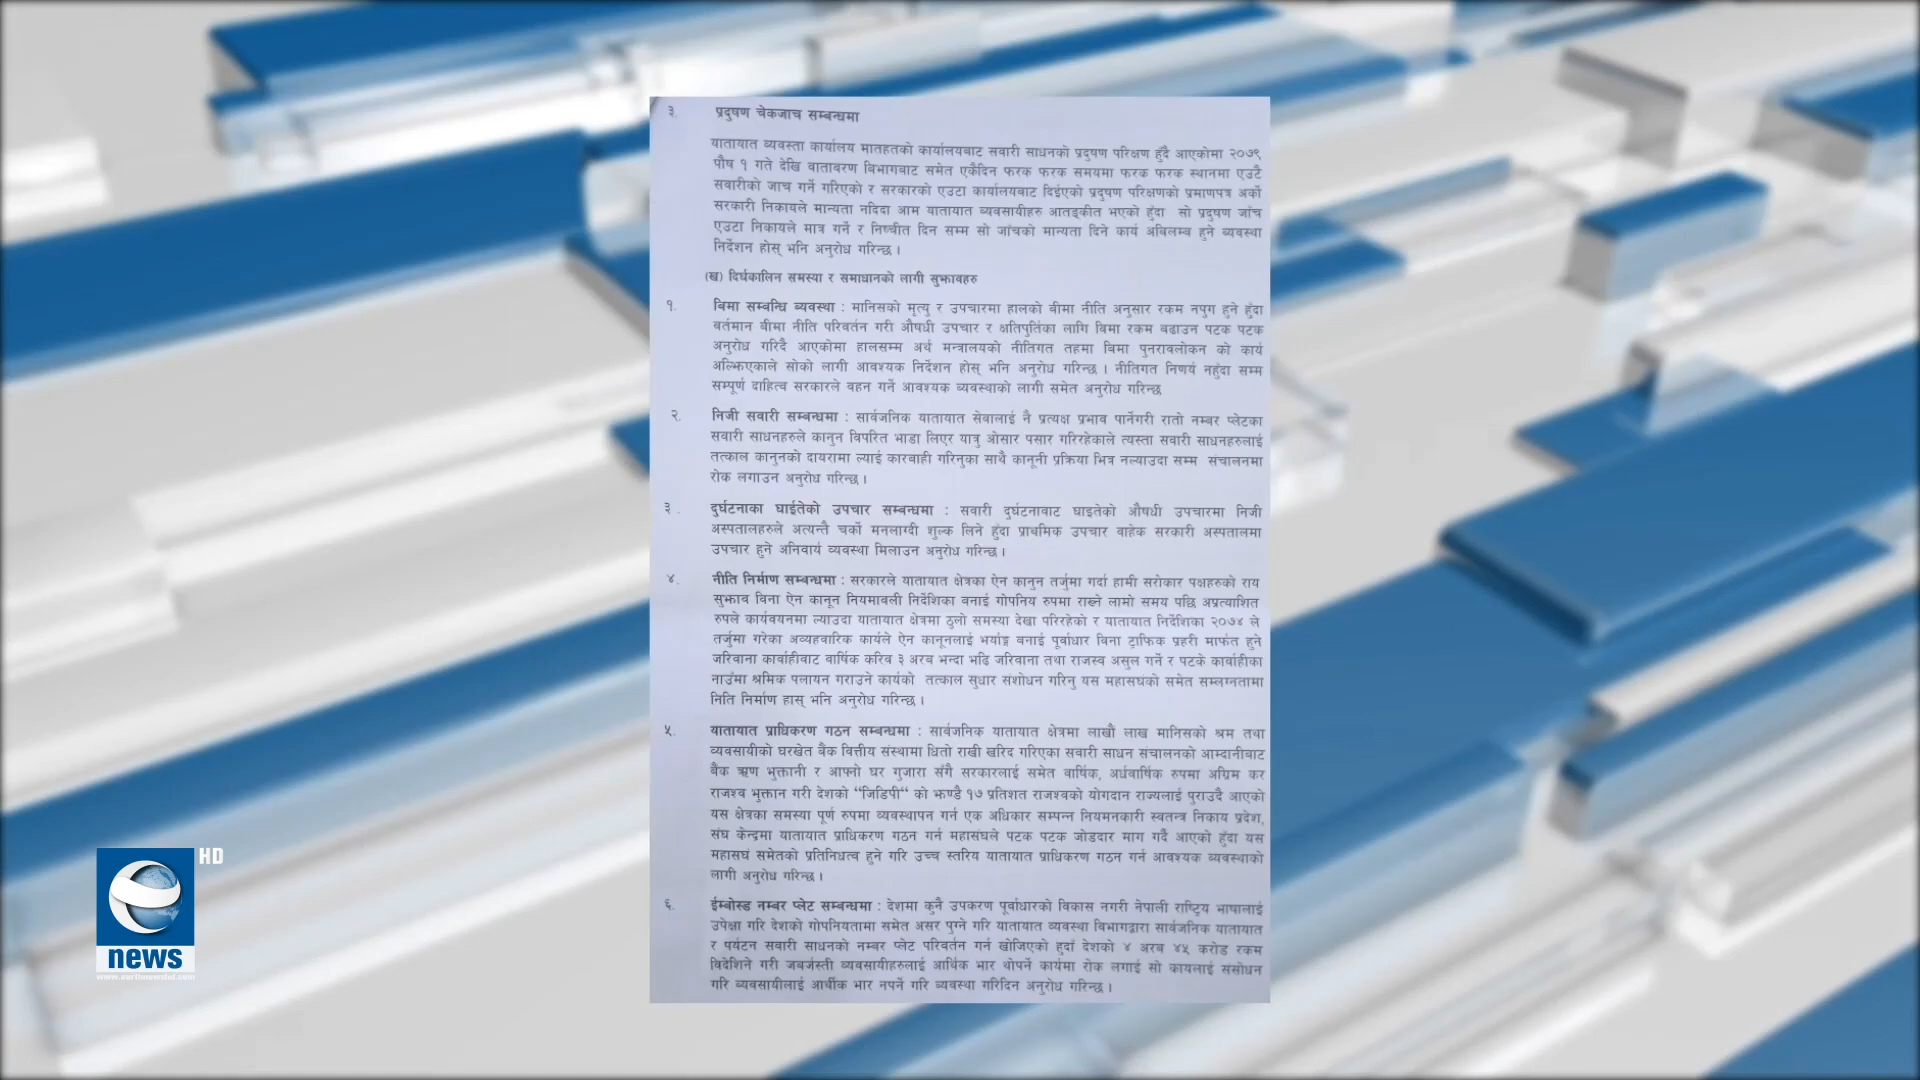 ३. प्रदुषण चेकजाच सम्बन्धमा
यातायात व्यवस्ता कार्यालय मातहतको कार्यालयबाट सवारी साधनको प्रदुषण परिक्षण हुँदै आएकोमा २०७९
पौष १ गते देखि वाताबरण बिभागबाट समेत एकैदिन फरक फरक समयमा फरक फरक स्थानमा एउटै
सवारीको जाच गर्ने गरिएको र सरकारको एउटा कार्यालयबाट दिईएको प्रदुषण परिक्षणको प्रमाणपत्र अर्को
सरकारी निकायले मान्यता नदिदा आम यातायात व्यवसायीहरु आतङ्कीत भएको हुँदा सो प्रदुषण जाँच
एउटा निकायले मात्र गर्ने र निश्चीत दिन सम्म सो जाँचको मान्यता दिने कार्य अबिलम्ब हुने ब्यवस्था
निर्देशन होस् भनि अनुरोध गरिन्छ ।
(ख) दिर्घकालिन समस्या र समाधानको लागी सुझावहरु
१. बिमा सम्बन्धि ब्यवस्था : मानिसको मृत्यु र उपचारमा हालको बीमा नीति अनुसार रकम नपुग हुने हुँदा
बर्तमान बीमा नीति परिवर्तन गरी औषधी उपचार र क्षतिपुर्तिका लागि बिमा रकम बढाउन पटक पटक
अनुरोध गरिदै आएकोमा हालसम्म अर्थ मन्त्रालयको नीतिगत तहमा बिमा पुनरावलोकन को कार्य
अल्झिएकाले सोको लागी आवश्यक निर्देशन होस् भनि अनुरोध गरिन्छ । नीतिगत निणर्य नहुँदा सम्म
सम्पूर्ण दाहित्व सरकारले वहन गर्ने आवश्यक ब्यवस्थाको लागी समेत अनुरोध गरिन्छ
२. निजी सवारी सम्बन्धमा : सार्वजनिक यातायात सेवालाई नै प्रत्यक्ष प्रभाव पार्नेगरी रातो नम्बर प्लेटका
सवारी साधनहरुले कानुन विपरित भाडा लिएर यात्रु ओसार पसार गरिरहेकाले त्यस्ता सवारी साधनहरुलाई
तत्काल कानुनको दायरामा ल्याई कारबाही गरिनुका साथै कानूनी प्रक्रिया भित्र नल्याउदा सम्म संचालनमा
रोक लगाउन अनुरोध गरिन्छ ।
३. दुर्घटनाका घाईतेको उपचार सम्बन्धमा : सवारी दुर्घटनावाट घाइतेको औषधी उपचारमा निजी
अस्पतालहरुले अत्यन्तै चर्को मनलाग्दी शुल्क लिने हुँदा प्राथमिक उपचार वाहेक सरकारी अस्पतालमा
उपचार हुने अनिवार्य ब्यवस्था मिलाउन अनुरोध गरिन्छ ।
४. नीति निर्माण सम्बन्धमा : सरकारले यातायात क्षेत्रका ऐन कानुन तर्जुमा गर्दा हामी सरोकार पक्षहरुको राय
सुझाव विना ऐन कानून नियमावली निर्देशिका बनाई गोपनिय रुपमा राख्ने लामो समय पछि अप्रत्याशित
रुपले कार्यवयनमा ल्याउदा यातायात क्षेत्रमा ठुलो समस्या देखा परिरहेको र यातायात निर्देशिका २०७४ ले
तर्जुमा गरेका अव्यहवारिक कार्यले ऐन कानूनलाई भर्याङ्ग बनाई पूर्वाधार बिना ट्राफिक प्रहरी मार्फत हुने
जरिवाना कार्वाहीवाट वार्षिक करिव ३ अरब भन्दा भढि जरिवाना तथा राजस्व असुल गर्ने र पटके कार्वाहीका
नाउँमा श्रमिक पलायन गराउने कार्यको तत्काल सुधार संशोधन गरिनु यस महासघंको समेत सम्लग्नतामा
निति निर्माण हास् भनि अनुरोध गरिन्छ ।
५. यातायात प्राधिकरण गठन सम्बन्धमा : सार्वजनिक यातायात क्षेत्रमा लाखौं लाख मानिसको श्रम तथा
ब्यवसायीको घरखेत बैंक वित्तीय संस्थामा धितो राखी खरिद गरिएका सवारी साधन संचालनको आम्दानीबाट
बैंक ऋण भुक्तानी र आफ्नो घर गुजारा सँगै सरकारलाई समेत बार्षिक, अर्धवार्षिक रुपमा अग्रिम कर
राजश्व भुक्तान गरी देशको “जिडिपी“ को झण्डै १७ प्रतिशत राजश्वको योगदान राज्यलाई पुराउदै आएको
यस क्षेत्रका समस्या पूर्ण रुपमा व्यवस्थापन गर्न एक अधिकार सम्पन्न नियमनकारी स्वतन्त्र निकाय प्रदेश,
संघ केन्द्रमा यातायात प्राधिकरण गठन गर्न महासंघले पटक पटक जोडदार माग गर्दै आएको हुँदा यस
महासघं समेतको प्रतिनिधत्व हुने गरि उच्च स्तरिय यातायात प्राधिकरण गठन गर्न आवश्यक ब्यवस्थाको
लागी अनुरोध गरिन्छ ।
६. ईम्बोस्ड नम्बर प्लेट सम्बन्धमा : देशमा कुनै उपकरण पूर्वाधारको विकास नगरी नेपाली राष्ट्रिय भाषालाई
उपेक्षा गरि देशको गोपनियतामा समेत असर पुग्ने गरि यातायात ब्यवस्था विभागद्वारा सार्वजनिक यातायात
र पर्यटन सवारी साधनको नम्बर प्लेट परिबर्तन गर्न खोजिएको हुदाँ देशको ४ अरब ४५ करोड रकम
विदेशिने गरी जबर्जस्ती व्यवसायीहरुलाई आर्थिक भार थोपर्ने कार्यमा रोक लगाई सो कायलाई संसोधन
गरि ब्यवसायीलाई आर्थीक भार नपर्ने गरि ब्यवस्था गरिदिन अनुरोध गरिन्छ ।
HD
news